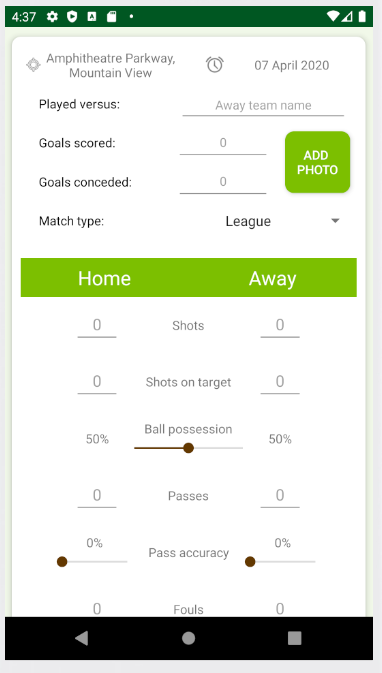 4:37
Amphitheatre Parkway,
Mountain View
07 April 2020
Played versus:
Away team name
Goals scored:
0
ADD
PHOTO
Goals conceded:
0
Match type:
League
Home Away
0 Shots 0
0 Shots on target 0
Ball possession
50% 50%
0 Passes 0
0% 0%
Pass accuracy
0 Fouls 0